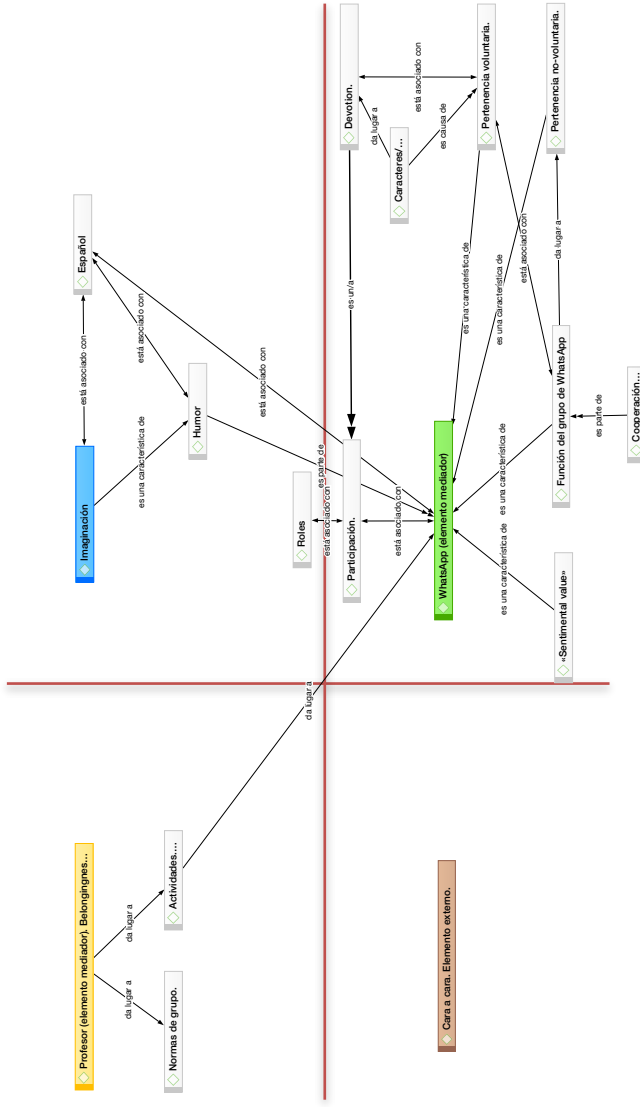 Profesor (elemento mediador). Belongingnes...
Imaginación
está asociado con
Español
da lugar a
da lugar a
es una característica de
está asociado con
Normas de grupo.
Actividades....
Humor
está asociado con
Roles
da lugar a
es parte de
está asociado con
Participación.
es un/a
Devotion.
da lugar a
está asociado con
Caracteres/...
está asociado con
Cara a cara. Elemento externo.
WhatsApp (elemento mediador)
es causa de
es una característica de
Pertenencia voluntaria.
es una característica de
es una característica de
es una característica de
está asociado con
«Sentimental value»
Función del grupo de WhatsApp
da lugar a
Pertenencia no-voluntaria.
es parte de
Cooperación...